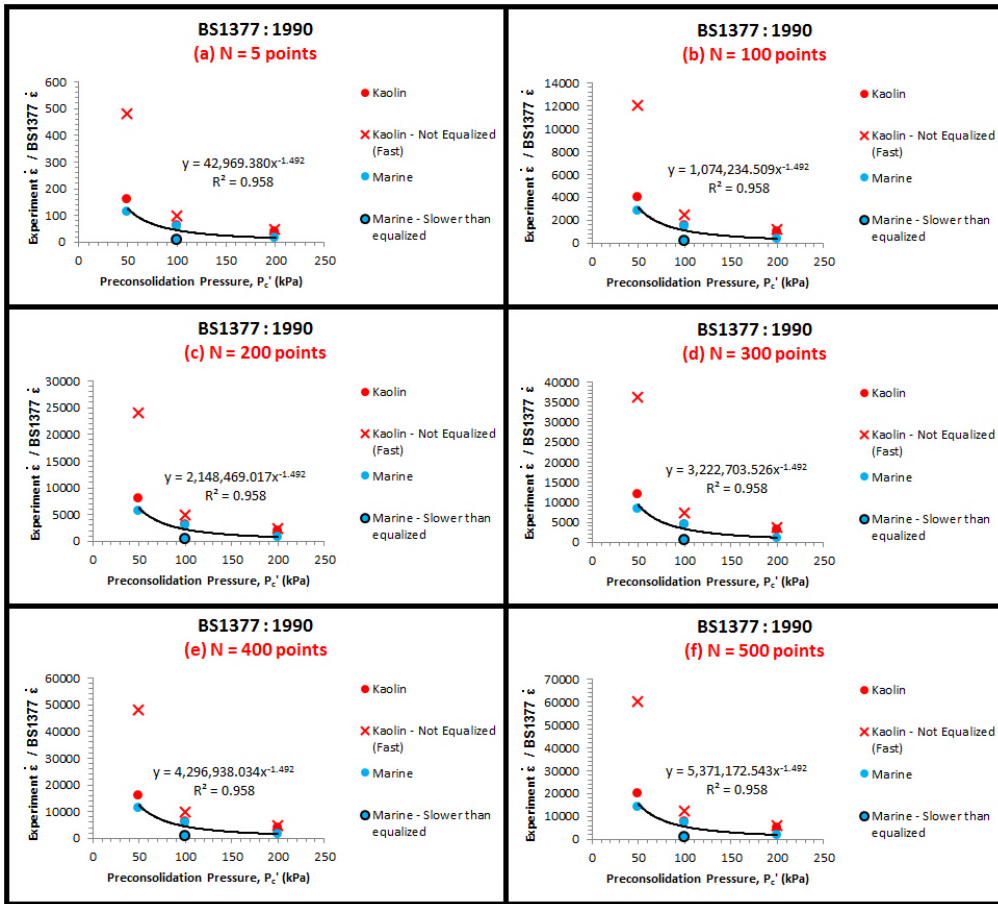 BS1377 : 1990
(a) N = 5 points
Experiment ε̇ / BS1377 ε̇
600
500
400
300
200
100
0
0 50 100 150 200 250
Preconsolidation Pressure, Pc' (kPa)
y = 42,969.380x^-1.492
R² = 0.958
Kaolin
Kaolin - Not Equalized
(Fast)
Marine
Marine - Slower than
equalized
BS1377 : 1990
(b) N = 100 points
Experiment ε̇ / BS1377 ε̇
14000
12000
10000
8000
6000
4000
2000
0
0 50 100 150 200 250
Preconsolidation Pressure, Pc' (kPa)
y = 1,074,234.509x^-1.492
R² = 0.958
Kaolin
Kaolin - Not Equalized
(Fast)
Marine
Marine - Slower than
equalized
BS1377 : 1990
(c) N = 200 points
Experiment ε̇ / BS1377 ε̇
30000
25000
20000
15000
10000
5000
0
0 50 100 150 200 250
Preconsolidation Pressure, Pc' (kPa)
y = 2,148,469.017x^-1.492
R² = 0.958
Kaolin
Kaolin - Not Equalized
(Fast)
Marine
Marine - Slower than
equalized
BS1377 : 1990
(d) N = 300 points
Experiment ε̇ / BS1377 ε̇
40000
35000
30000
25000
20000
15000
10000
5000
0
0 50 100 150 200 250
Preconsolidation Pressure, Pc' (kPa)
y = 3,222,703.526x^-1.492
R² = 0.958
Kaolin
Kaolin - Not Equalized
(Fast)
Marine
Marine - Slower than
equalized
BS1377 : 1990
(e) N = 400 points
Experiment ε̇ / BS1377 ε̇
60000
50000
40000
30000
20000
10000
0
0 50 100 150 200 250
Preconsolidation Pressure, Pc' (kPa)
y = 4,296,938.034x^-1.492
R² = 0.958
Kaolin
Kaolin - Not Equalized
(Fast)
Marine
Marine - Slower than
equalized
BS1377 : 1990
(f) N = 500 points
Experiment ε̇ / BS1377 ε̇
70000
60000
50000
40000
30000
20000
10000
0
0 50 100 150 200 250
Preconsolidation Pressure, Pc' (kPa)
y = 5,371,172.543x^-1.492
R² = 0.958
Kaolin
Kaolin - Not Equalized
(Fast)
Marine
Marine - Slower than
equalized